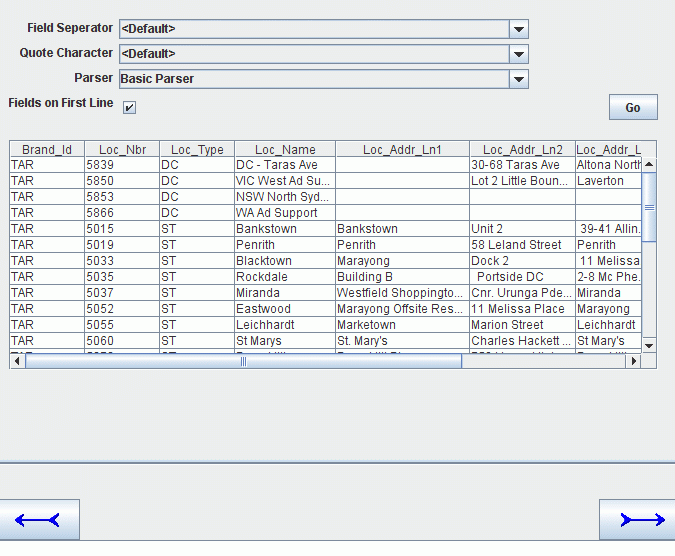 Field Seperator <Default>
Quote Character <Default>
Parser Basic Parser
Fields on First Line
Go
Brand_Id Loc_Nbr Loc_Type Loc_Name Loc_Addr_Ln1 Loc_Addr_Ln2 Loc_Addr_L
TAR 5839 DC DC - Taras Ave 30-68 Taras Ave Altona North
TAR 5850 DC VIC West Ad Su... Lot 2 Little Boun... Laverton
TAR 5853 DC NSW North Syd...
TAR 5866 DC WA Ad Support
TAR 5015 ST Bankstown Bankstown Unit 2 39-41 Allin.
TAR 5019 ST Penrith Penrith 58 Leland Street Penrith
TAR 5033 ST Blacktown Marayong Dock 2 11 Melissa
TAR 5035 ST Rockdale Building B Portside DC 2-8 Mc Phe.
TAR 5037 ST Miranda Westfield Shoppingto... Cnr. Urunga Pde... Miranda
TAR 5052 ST Eastwood Marayong Offsite Res... 11 Melissa Place Marayong
TAR 5055 ST Leichhardt Marketown Marion Street Leichhardt
TAR 5060 ST St Marys St. Mary's Charles Hackett ... St Mary's